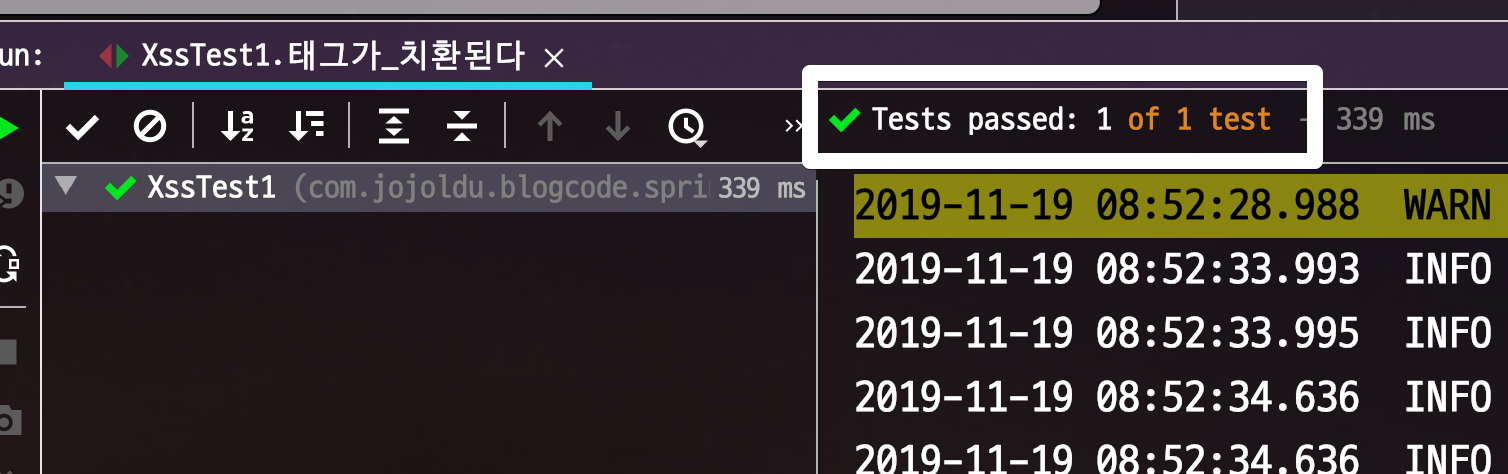 un:
XssTest1.태그가_치환된다
Tests passed: 1 of 1 test – 339 ms
XssTest1 (com.jojoldu.blogcode.spri 339 ms
2019-11-19 08:52:28.988 WARN
2019-11-19 08:52:33.993 INFO
2019-11-19 08:52:33.995 INFO
2019-11-19 08:52:34.636 INFO
2019-11-19 08:52:34.636 INFO